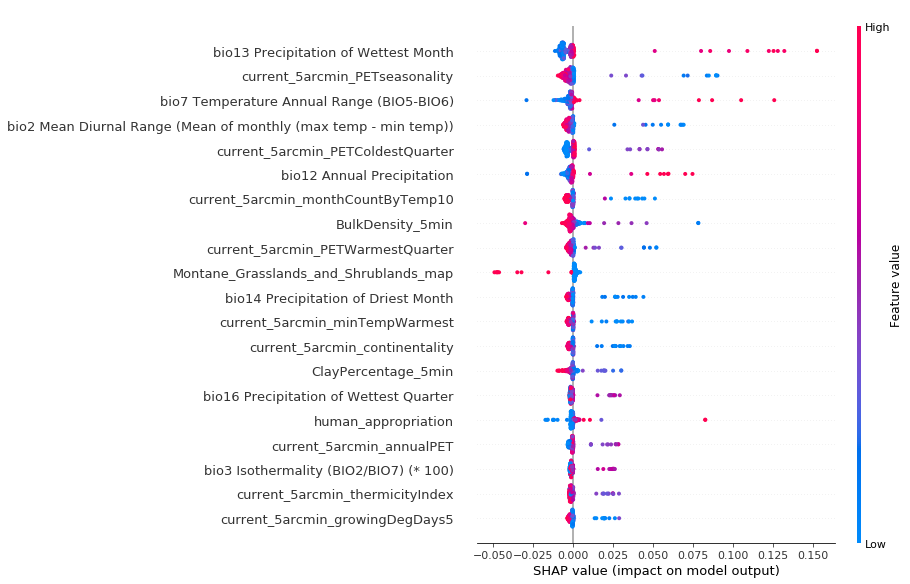 High
bio13 Precipitation of Wettest Month
current_5arcmin_PETseasonality
bio7 Temperature Annual Range (BIO5-BIO6)
bio2 Mean Diurnal Range (Mean of monthly (max temp - min temp))
current_5arcmin_PETColdestQuarter
bio12 Annual Precipitation
current_5arcmin_monthCountByTemp10
BulkDensity_5min
current_5arcmin_PETWarmestQuarter
Montane_Grasslands_and_Shrublands_map
bio14 Precipitation of Driest Month
current_5arcmin_minTempWarmest
current_5arcmin_continentality
ClayPercentage_5min
bio16 Precipitation of Wettest Quarter
human_appropriation
current_5arcmin_annualPET
bio3 Isothermality (BIO2/BIO7) (* 100)
current_5arcmin_thermicityIndex
current_5arcmin_growingDegDays5
Feature value
Low
−0.050 −0.025 0.000 0.025 0.050 0.075 0.100 0.125 0.150
SHAP value (impact on model output)